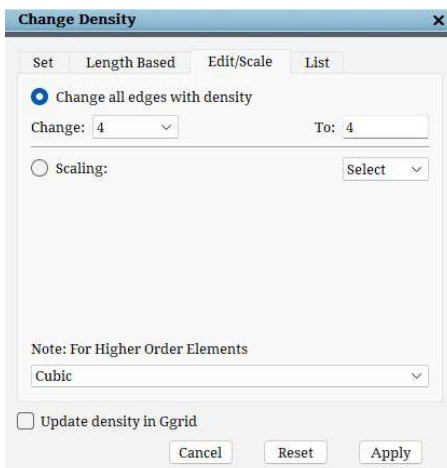 Change Density
Set Length Based Edit/Scale List
Change all edges with density
Change: 4 To: 4
Scaling: Select
Note: For Higher Order Elements
Cubic
Update density in Ggrid
Cancel Reset Apply